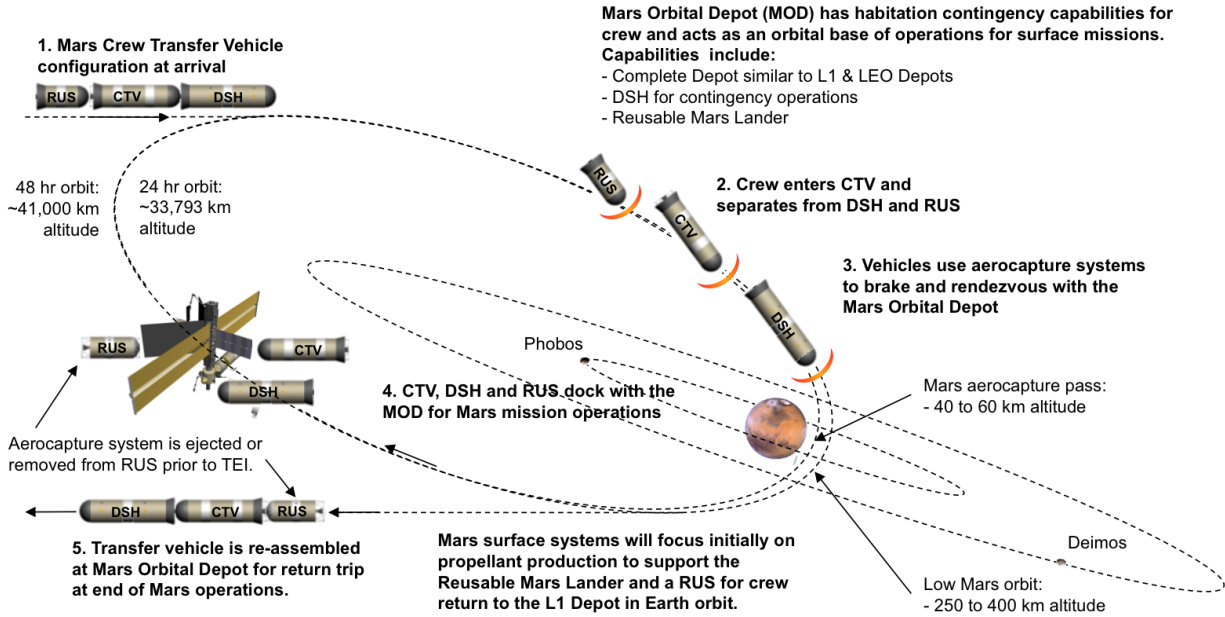 Mars Orbital Depot (MOD) has habitation contingency capabilities for
crew and acts as an orbital base of operations for surface missions.
Capabilities  include:
- Complete Depot similar to L1 & LEO Depots
- DSH for contingency operations
- Reusable Mars Lander
1. Mars Crew Transfer Vehicle
configuration at arrival
RUS
CTV
DSH
48 hr orbit:
~41,000 km
altitude
24 hr orbit:
~33,793 km
altitude
RUS
CTV
DSH
2. Crew enters CTV and
separates from DSH and RUS
3. Vehicles use aerocapture systems
to brake and rendezvous with the
Mars Orbital Depot
Phobos
RUS
CTV
DSH
4. CTV, DSH and RUS dock with the
MOD for Mars mission operations
Mars aerocapture pass:
- 40 to 60 km altitude
Aerocapture system is ejected or
removed from RUS prior to TEI.
DSH
CTV
RUS
5. Transfer vehicle is re-assembled
at Mars Orbital Depot for return trip
at end of Mars operations.
Mars surface systems will focus initially on
propellant production to support the
Reusable Mars Lander and a RUS for crew
return to the L1 Depot in Earth orbit.
Deimos
Low Mars orbit:
- 250 to 400 km altitude